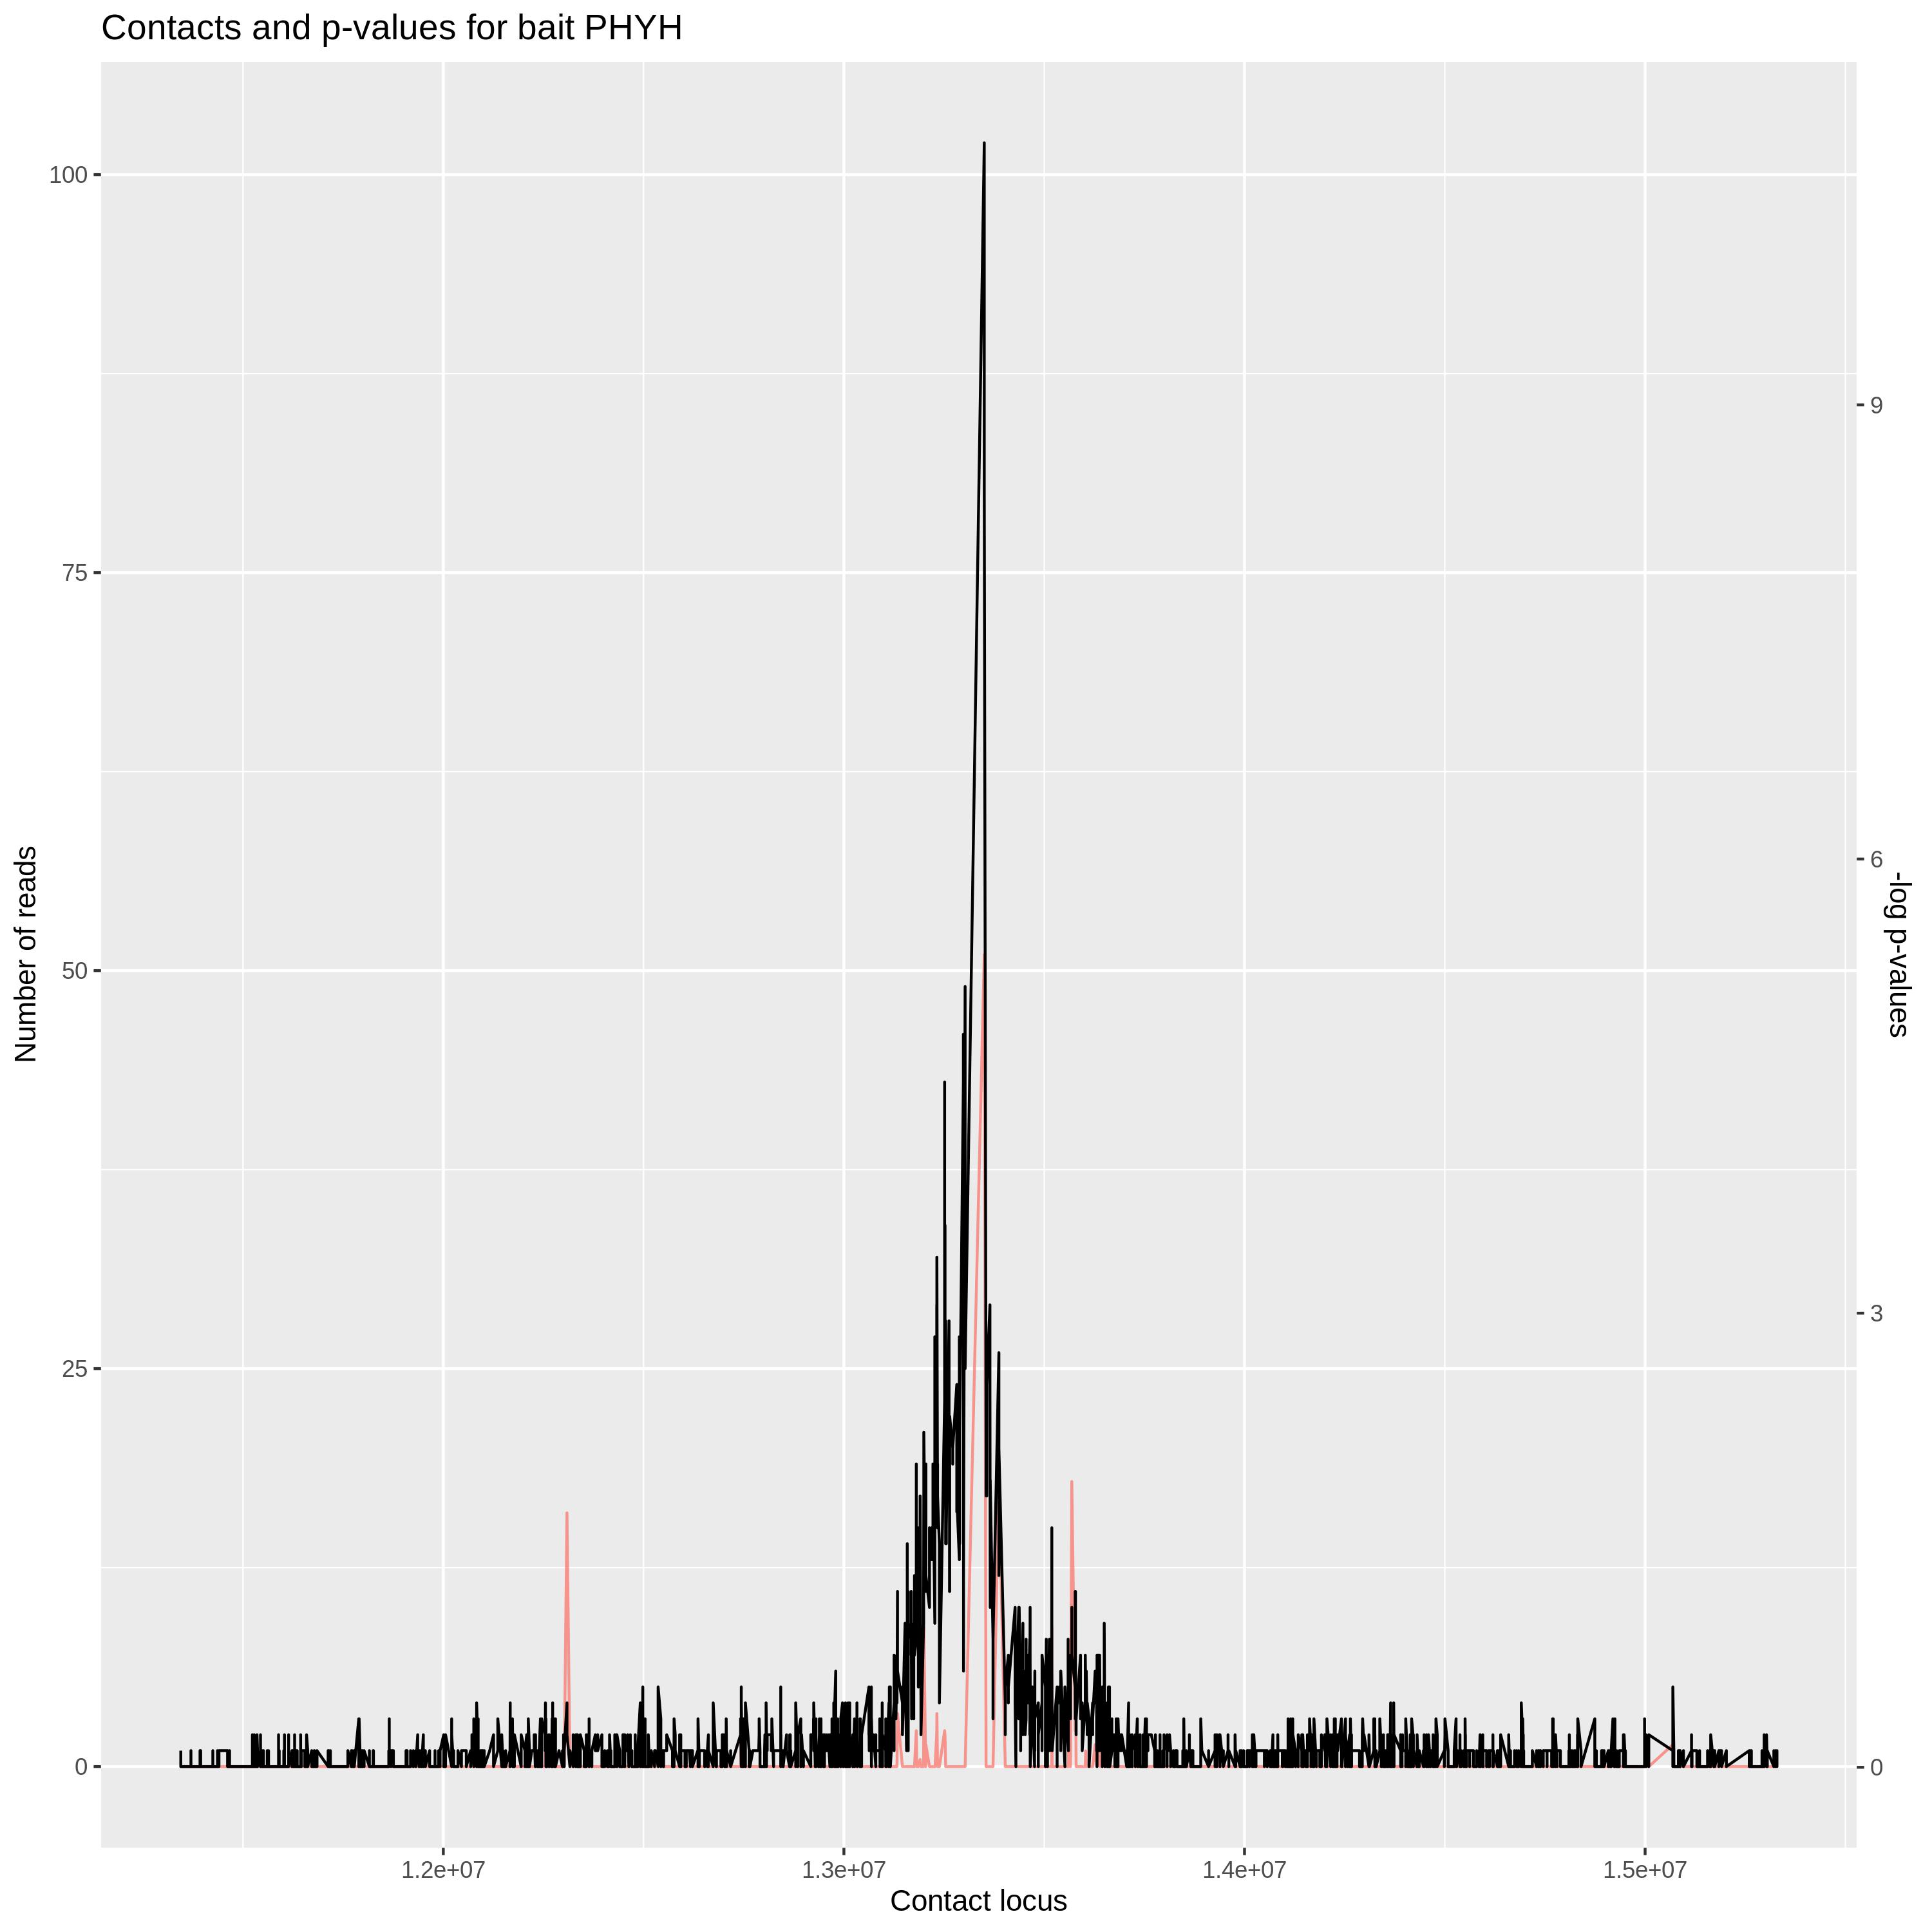 Contacts and p-values for bait PHYH
100
75
50
25
0
Number of reads
9
6
3
0
-log p-values
1.2e+07
1.3e+07
1.4e+07
1.5e+07
Contact locus